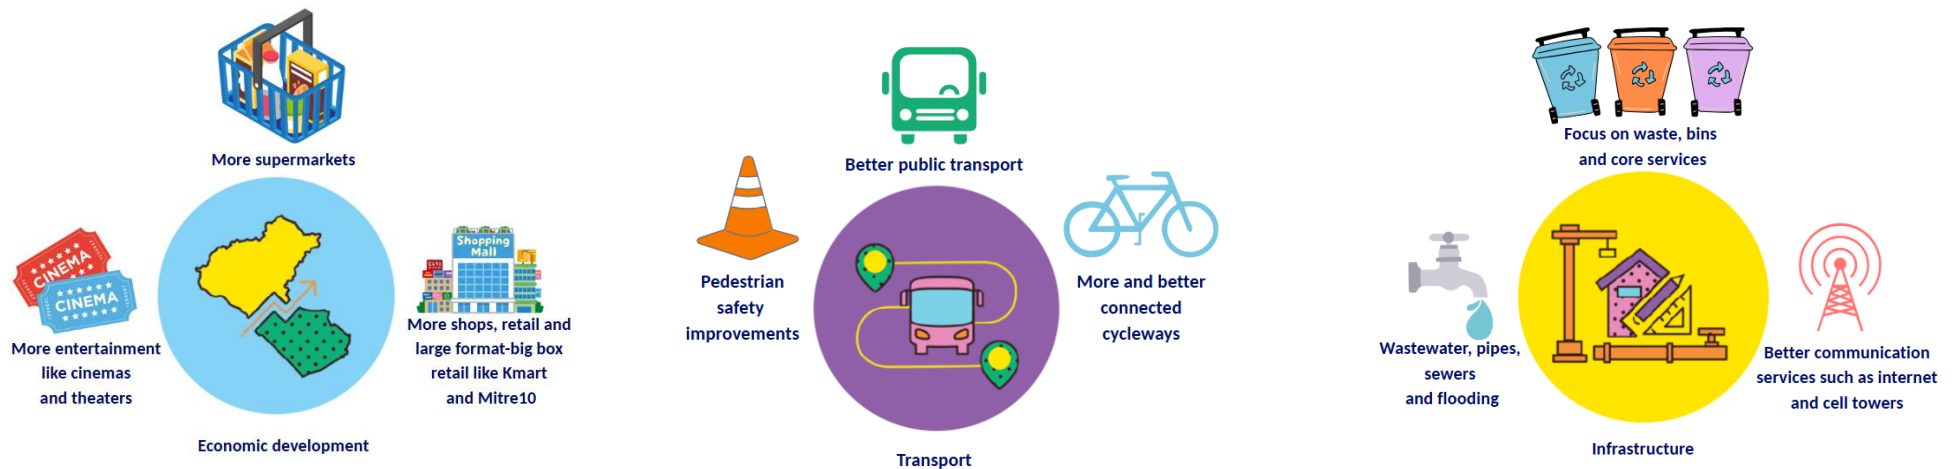 More supermarkets
CINEMA
CINEMA
More entertainment
like cinemas
and theaters
Shopping
Mall
More shops, retail and
large format-big box
retail like Kmart
and Mitre10
Economic development
Better public transport
Pedestrian
safety
improvements
More and better
connected
cycleways
Transport
Focus on waste, bins
and core services
Wastewater, pipes,
sewers
and flooding
Better communication
services such as internet
and cell towers
Infrastructure